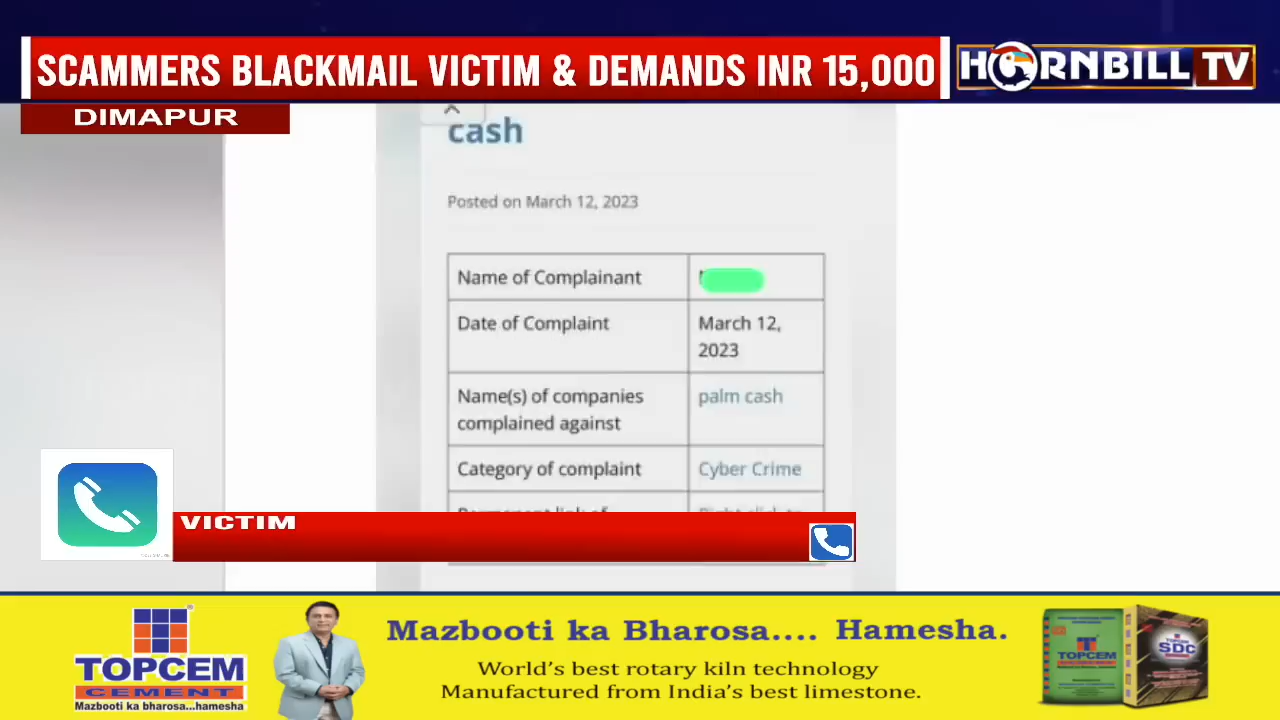 SCAMMERS BLACKMAIL VICTIM & DEMANDS INR 15,000
HORNBILL TV
DIMAPUR
cash
Posted on March 12, 2023
Name of Complainant
Date of Complaint
March 12,
2023
Name(s) of companies
complained against
palm cash
Category of complaint
Cyber Crime
VICTIM
TOPCEM
CEMENT
Mazbooti ka bharosa...hamesha
Mazbooti ka Bharosa.... Hamesha.
World's best rotary kiln technology
Manufactured from India's best limestone.
TOPCEM
TOPCEM
SDC